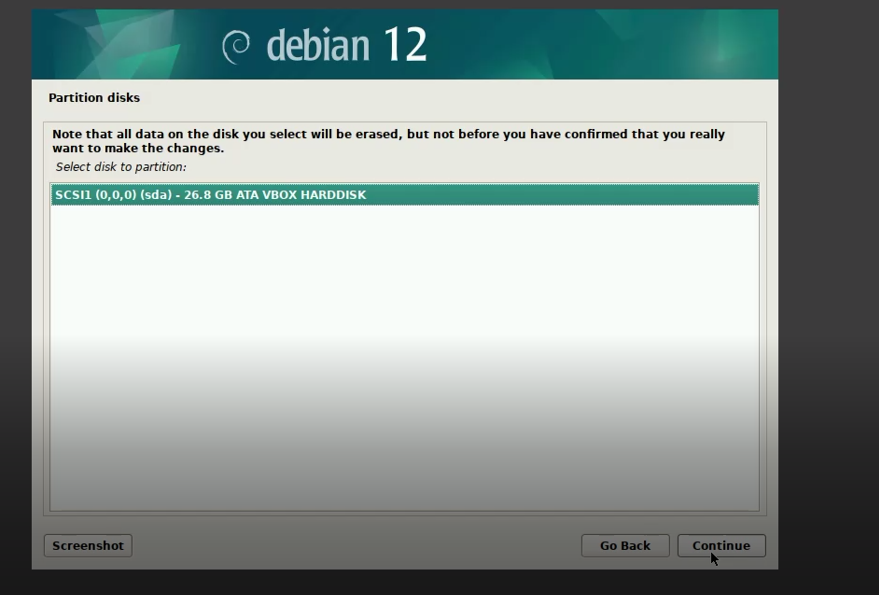 debian 12
Partition disks
Note that all data on the disk you select will be erased, but not before you have confirmed that you really
want to make the changes.
Select disk to partition:
SCSI1 (0,0,0) (sda) - 26.8 GB ATA VBOX HARDDISK
Screenshot
Go Back
Continue